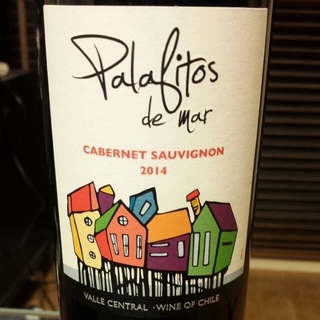 Palafitos
de mar
CABERNET SAUVIGNON
2014
VALLE CENTRAL · WINE OF CHILE